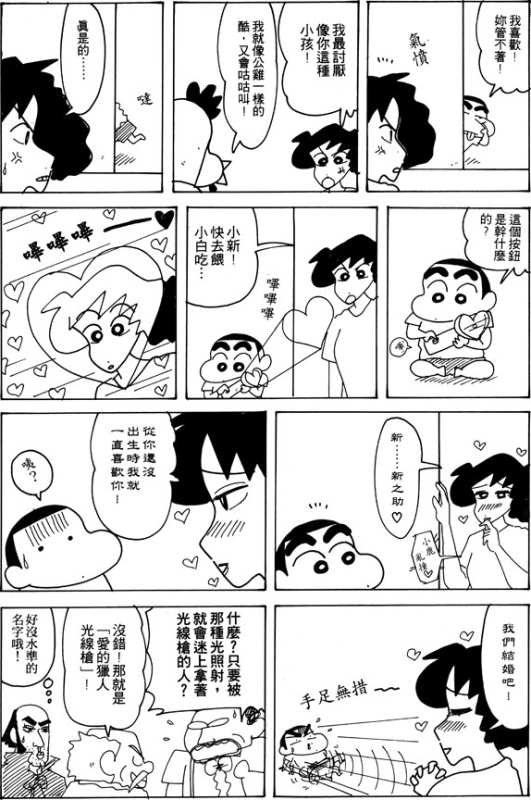 我喜歡！
妳管不著！
氣憤
我最討厭
像你這種
小孩！
我就像公雞一樣的
酷，又會咕咕叫！
真是的……
噠
這個按鈕
是幹什麼
的？
噢
小新！
快去餵
小白吃…
嗶嗶嗶
嗶嗶嗶
新……新之助♡
小鹿
亂撞
從你還沒
出生時我就
一直喜歡你…
咦？
我們結婚吧！
手足無措
什麼？只要被
那種光照射，
就會迷上拿著
光線槍的人？
沒錯！那就是
「愛的獵人
光線槍」！
好沒水準的
名字哦！